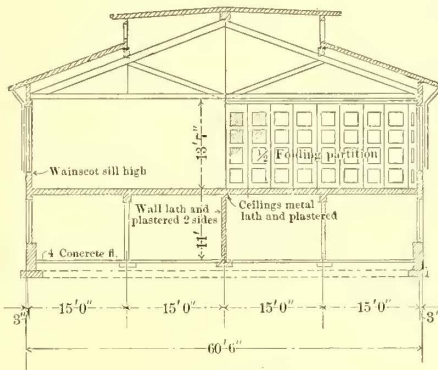 13'7"
½ Folding partition
Wainscot sill high
Wall lath and
plastered 2 sides
Ceilings metal
lath and plastered
11'
4 Concrete fl.
15'0"
15'0"
15'0"
15'0"
3"
3"
60'6"